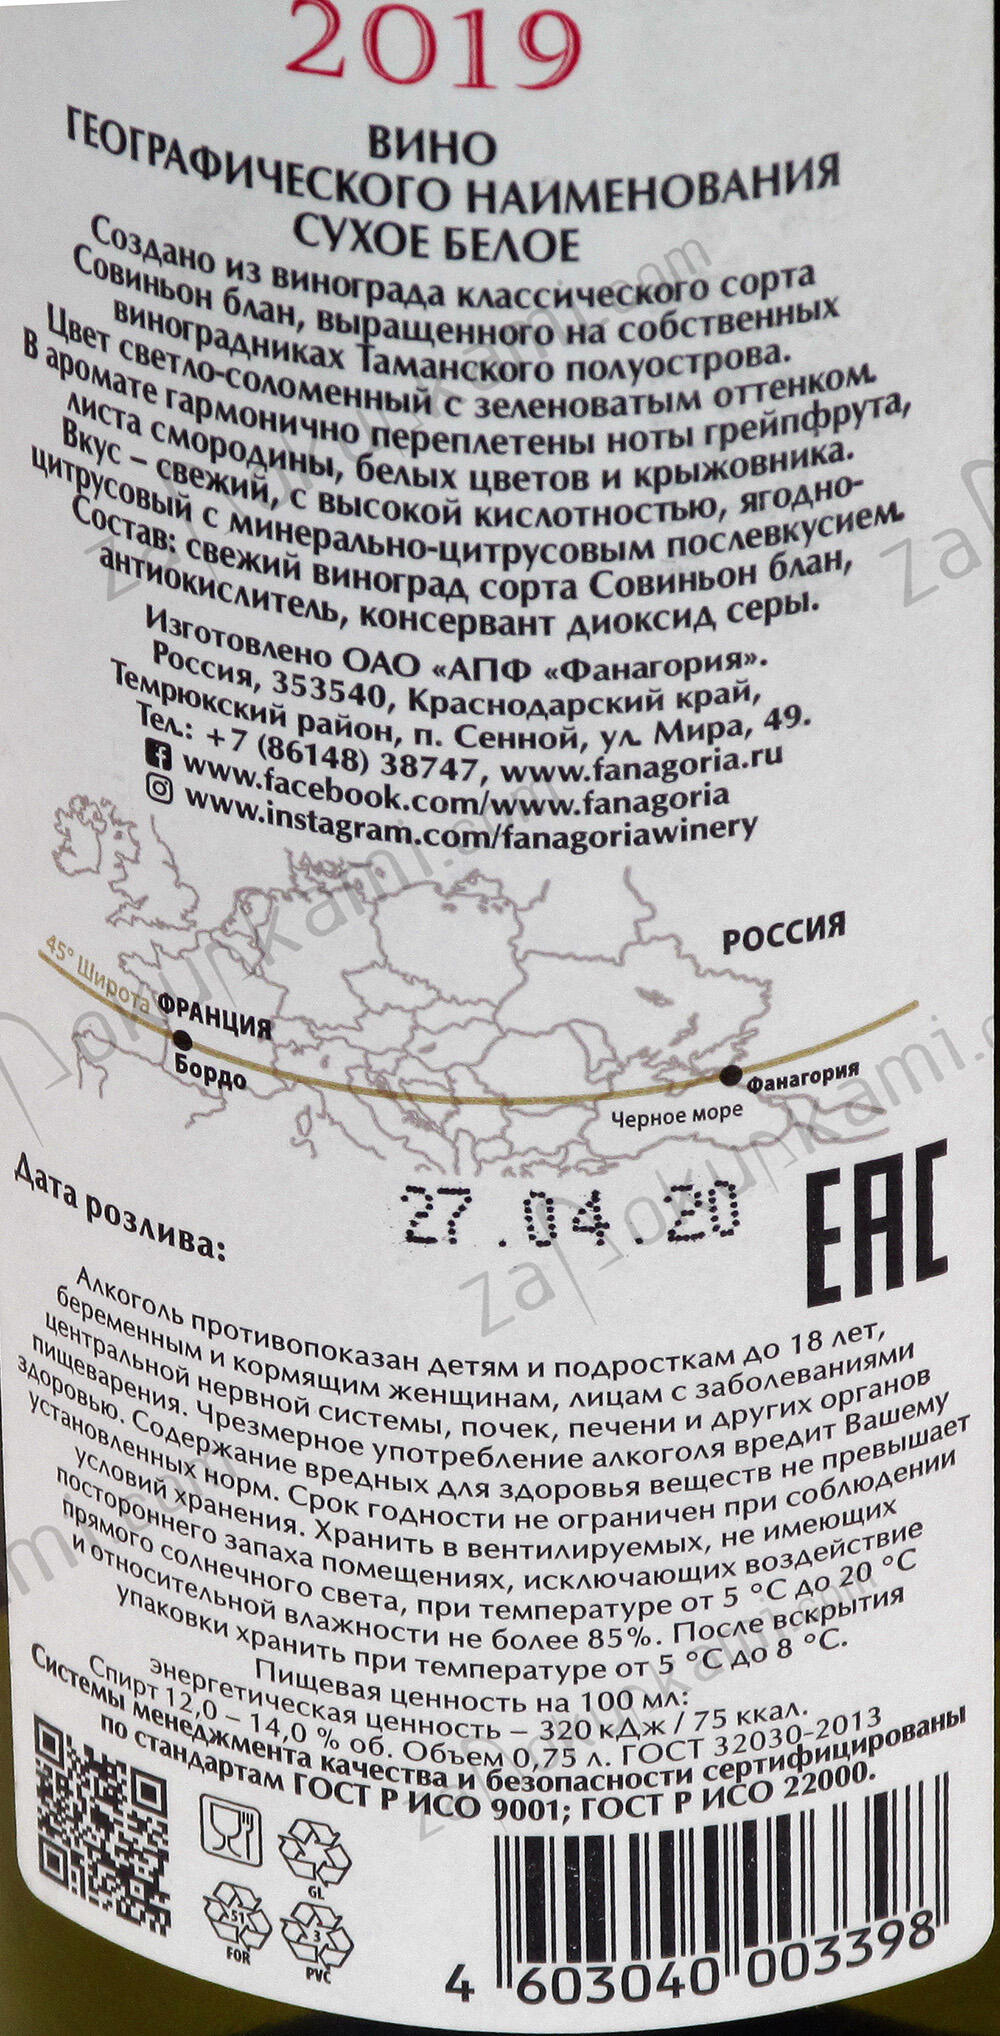 2019
ВИНО
ГЕОГРАФИЧЕСКОГО НАИМЕНОВАНИЯ
СУХОЕ БЕЛОЕ
Создано из винограда классического сорта
Совиньон блан, выращенного на собственных
виноградниках Таманского полуострова.
Цвет светло-соломенный с зеленоватым оттенком.
В аромате гармонично переплетены ноты грейпфрута,
листа смородины, белых цветов и крыжовника.
Вкус – свежий, с высокой кислотностью, ягодно-
цитрусовый с минерально-цитрусовым послевкусием.
Состав: свежий виноград сорта Совиньон блан,
антиокислитель, консервант диоксид серы.
Изготовлено ОАО «АПФ «Фанагория».
Россия, 353540, Краснодарский край,
Темрюкский район, п. Сенной, ул. Мира, 49.
Тел.: +7 (86148) 38747, www.fanagoria.ru
www.facebook.com/www.fanagoria
www.instagram.com/fanagoriawinery
РОССИЯ
45° Широта
ФРАНЦИЯ
Бордо
Фанагория
Черное море
Дата розлива:
27.04.20
EAC
Алкоголь противопоказан детям и подросткам до 18 лет,
беременным и кормящим женщинам, лицам с заболеваниями
центральной нервной системы, почек, печени и других органов
пищеварения. Чрезмерное употребление алкоголя вредит Вашему
здоровью. Содержание вредных для здоровья веществ не превышает
установленных норм. Срок годности не ограничен при соблюдении
условий хранения. Хранить в вентилируемых, не имеющих
постороннего запаха помещениях, исключающих воздействие
прямого солнечного света, при температуре от 5 °С до 20 °С
и относительной влажности не более 85%. После вскрытия
упаковки хранить при температуре от 5 °С до 8 °С.
Пищевая ценность на 100 мл:
энергетическая ценность – 320 кДж / 75 ккал.
Спирт 12,0 – 14,0 % об. Объем 0,75 л. ГОСТ 32030-2013
Системы менеджмента качества и безопасности сертифицированы
по стандартам ГОСТ Р ИСО 9001; ГОСТ Р ИСО 22000.
GL
51
FOR
3
PVC
4 603040 003398
zaokunkami.com